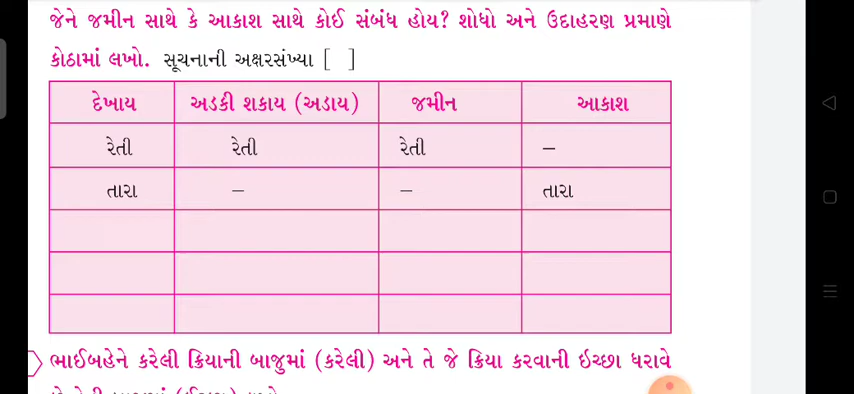 જેને જમીન સાથે કે આકાશ સાથે કોઈ સંબંધ હોય? શોધો અને ઉદાહરણ પ્રમાણે
કોઠામાં લખો. સૂચનાની અક્ષરસંખ્યા [ ]
દેખાય અડકી શકાય (અડાય) જમીન આકાશ
રેતી રેતી રેતી –
તારા – – તારા
ભાઈબહેને કરેલી ક્રિયાની બાજુમાં (કરેલી) અને તે જે ક્રિયા કરવાની ઇચ્છા ધરાવે